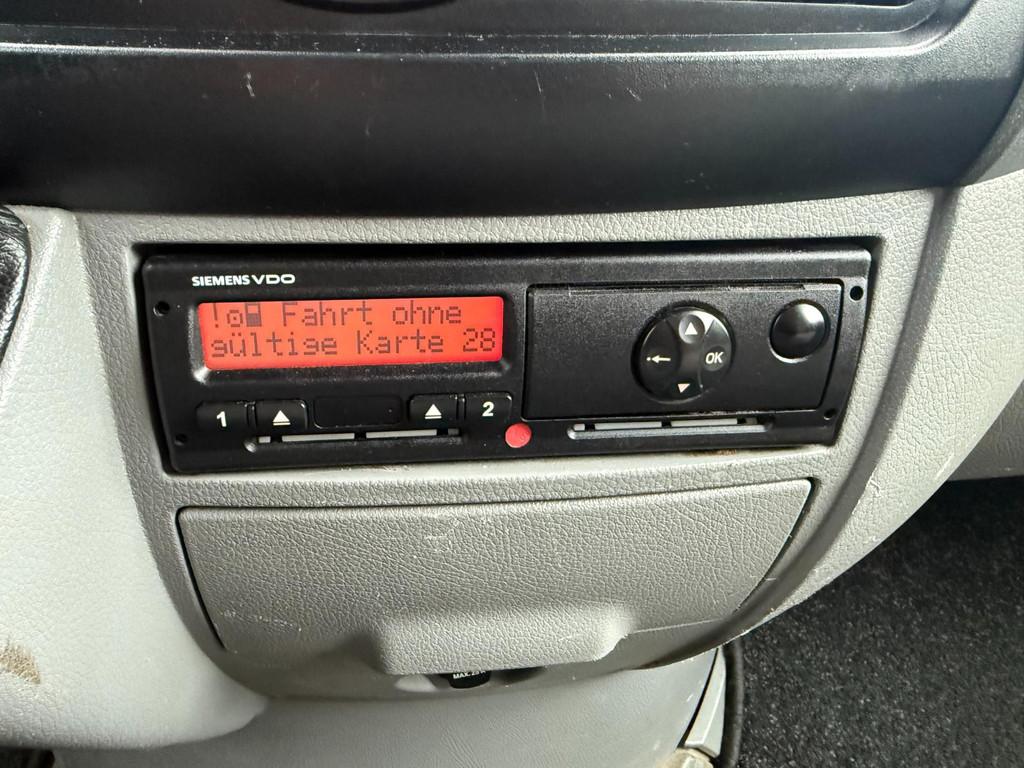 SIEMENS VDO
! Fahrt ohne
gültige Karte 28
1
2
OK